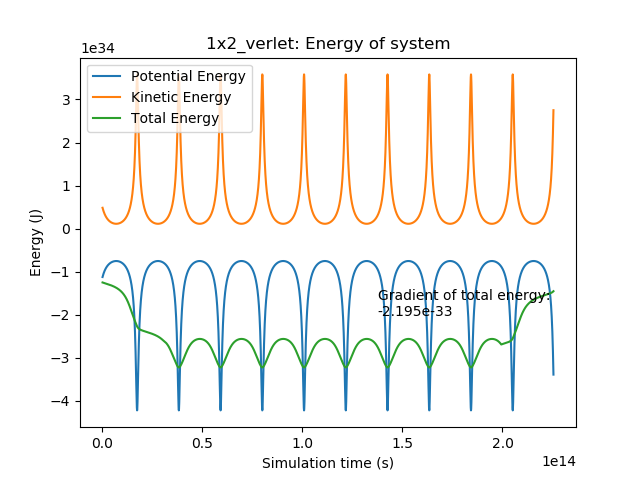 1x2_verlet: Energy of system
1e34
Potential Energy
Kinetic Energy
Total Energy
3
2
1
0
−1
−2
−3
−4
Energy (J)
Gradient of total energy:
-2.195e-33
0.0
0.5
1.0
1.5
2.0
1e14
Simulation time (s)